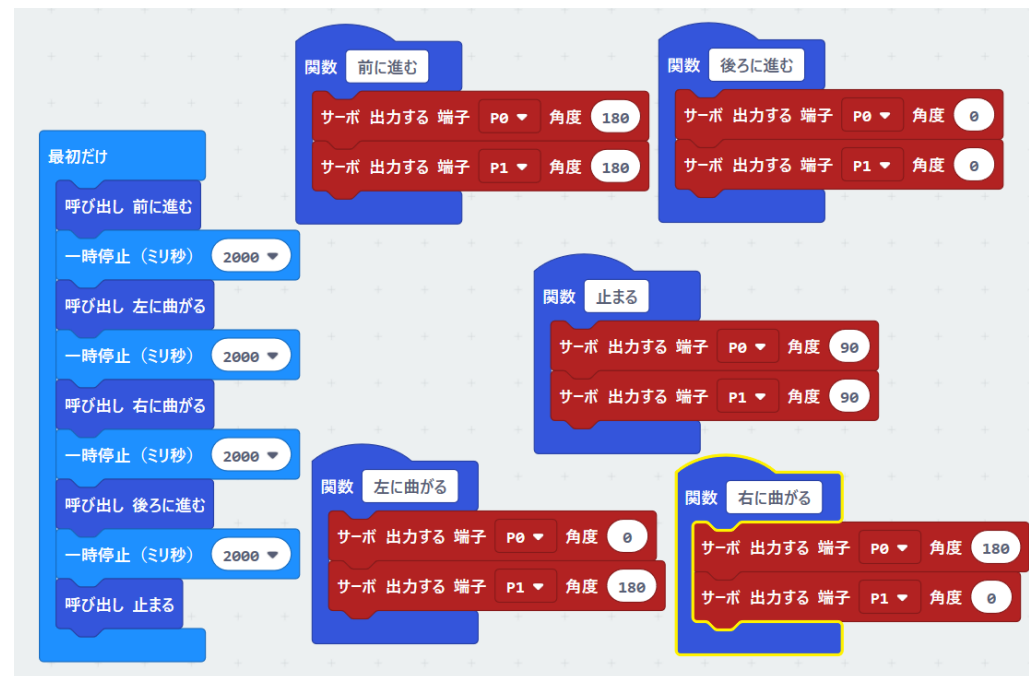 最初だけ
呼び出し 前に進む
一時停止（ミリ秒） 2000
呼び出し 左に曲がる
一時停止（ミリ秒） 2000
呼び出し 右に曲がる
一時停止（ミリ秒） 2000
呼び出し 後ろに進む
一時停止（ミリ秒） 2000
呼び出し 止まる
関数 前に進む
サーボ 出力する 端子 P0 角度 180
サーボ 出力する 端子 P1 角度 180
関数 後ろに進む
サーボ 出力する 端子 P0 角度 0
サーボ 出力する 端子 P1 角度 0
関数 止まる
サーボ 出力する 端子 P0 角度 90
サーボ 出力する 端子 P1 角度 90
関数 左に曲がる
サーボ 出力する 端子 P0 角度 0
サーボ 出力する 端子 P1 角度 180
関数 右に曲がる
サーボ 出力する 端子 P0 角度 180
サーボ 出力する 端子 P1 角度 0